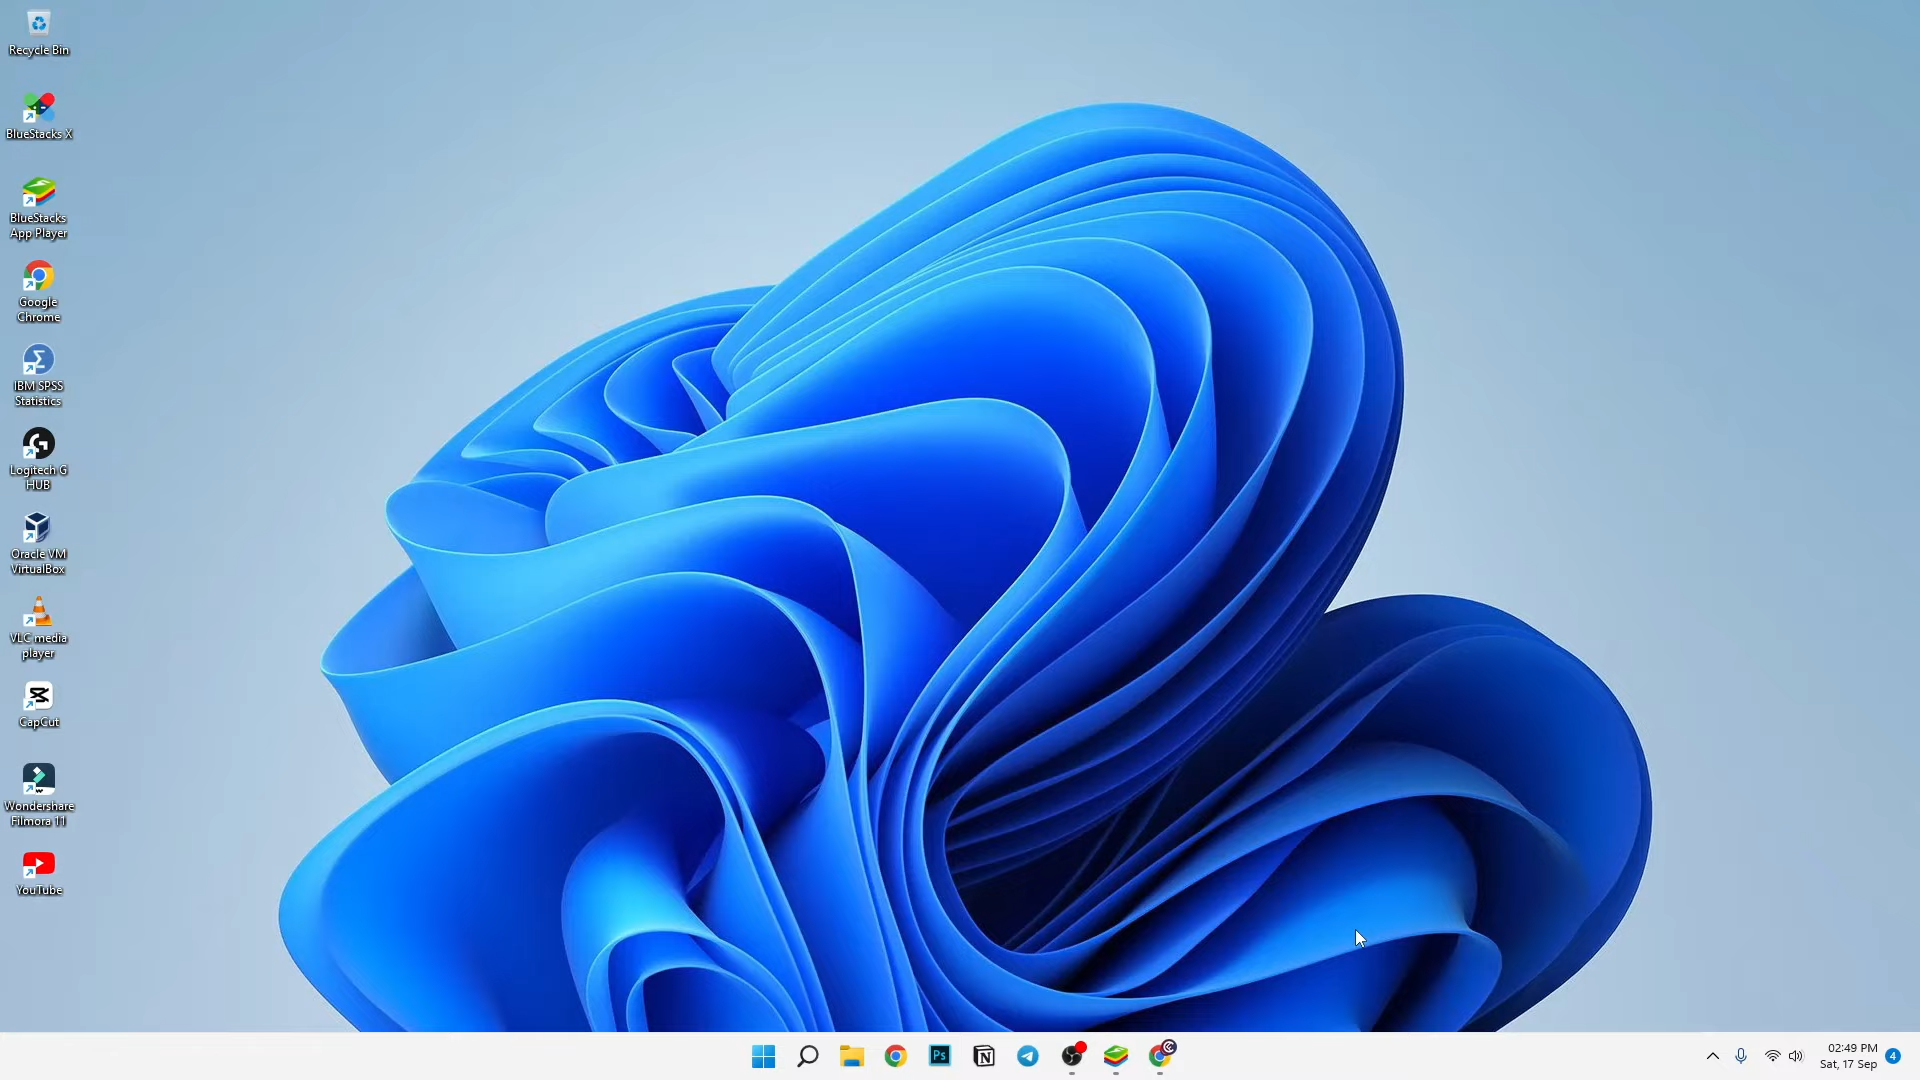 Recycle Bin
BlueStacks X
BlueStacks
App Player
Google
Chrome
IBM SPSS
Statistics
Logitech G
HUB
Oracle VM
VirtualBox
VLC media
player
CapCut
Wondershare
Filmora 11
YouTube
Ps
02:49 PM
Sat, 17 Sep
4